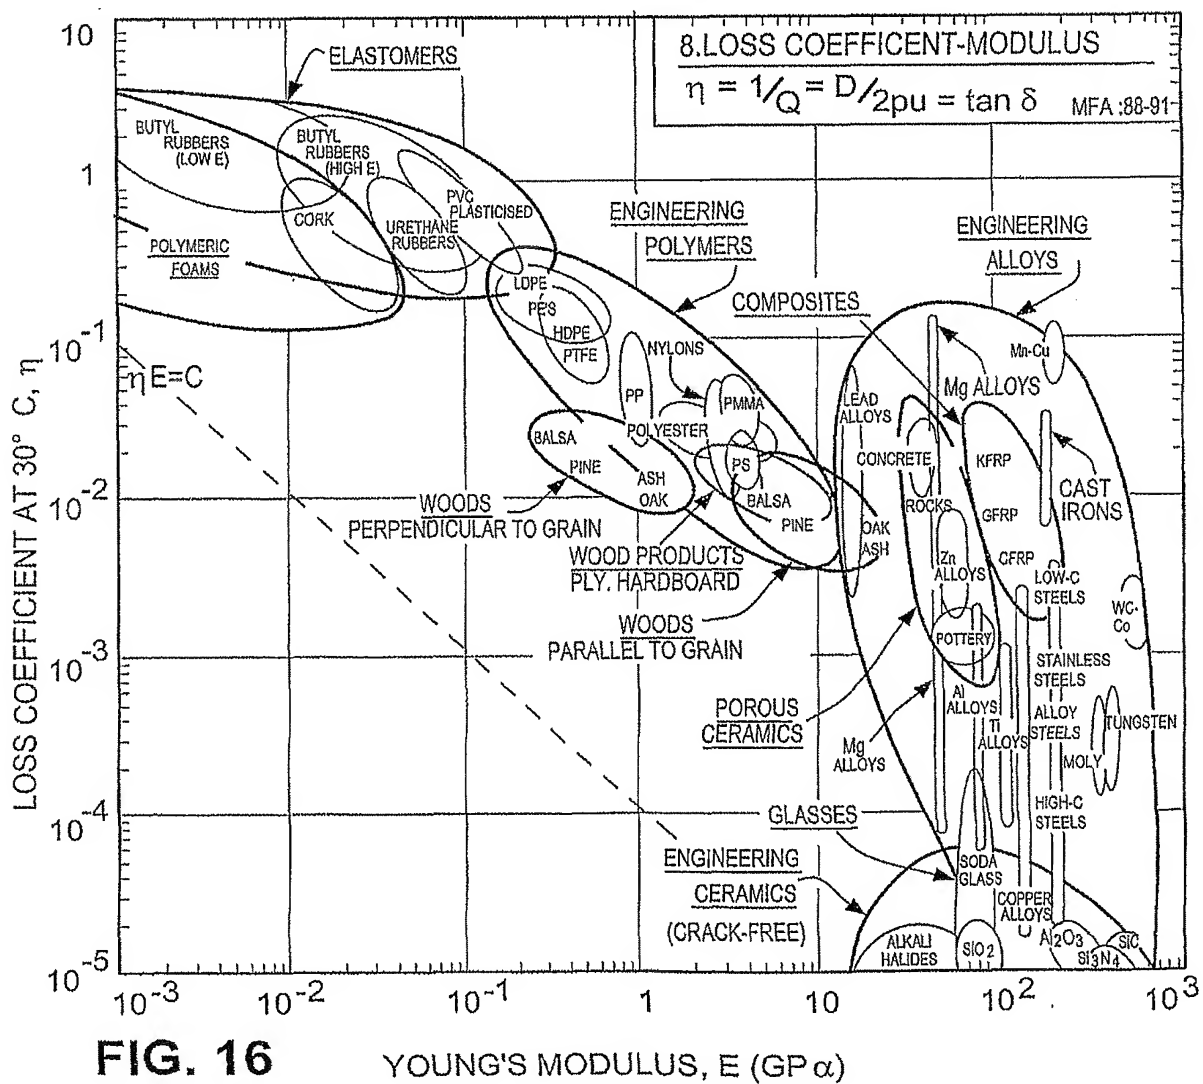 8.LOSS COEFFICENT-MODULUS
η = 1/Q = D/2pu = tan δ
MFA :88-91
10
1
10-1
10-2
10-3
10-4
10-5
LOSS COEFFICIENT AT 30° C, η
ELASTOMERS
BUTYL
RUBBERS
(LOW E)
BUTYL
RUBBERS
(HIGH E)
CORK
PVC
PLASTICISED
URETHANE
RUBBERS
POLYMERIC
FOAMS
ENGINEERING
POLYMERS
ENGINEERING
ALLOYS
COMPOSITES
LDPE
PES
HDPE
PTFE
Mn-Cu
η E=C
NYLONS
Mg ALLOYS
PP
PMMA
LEAD
ALLOYS
POLYESTER
BALSA
PINE
ASH
OAK
PS
BALSA
PINE
CONCRETE
KFRP
CAST
IRONS
ROCKS
GFRP
WOODS
PERPENDICULAR TO GRAIN
OAK
ASH
WOOD PRODUCTS
PLY. HARDBOARD
Zn
ALLOYS
CFRP
LOW-C
STEELS
WC-
Co
WOODS
PARALLEL TO GRAIN
POTTERY
STAINLESS
STEELS
POROUS
CERAMICS
Al
ALLOYS
Ti
ALLOYS
ALLOY
STEELS
TUNGSTEN
Mg
ALLOYS
MOLY
GLASSES
HIGH-C
STEELS
ENGINEERING
CERAMICS
(CRACK-FREE)
SODA
GLASS
COPPER
ALLOYS
ALKALI
HALIDES
SiO2
Al2O3
Si3N4
SiC
10-3
10-2
10-1
1
10
102
103
FIG. 16
YOUNG'S MODULUS, E (GPα)